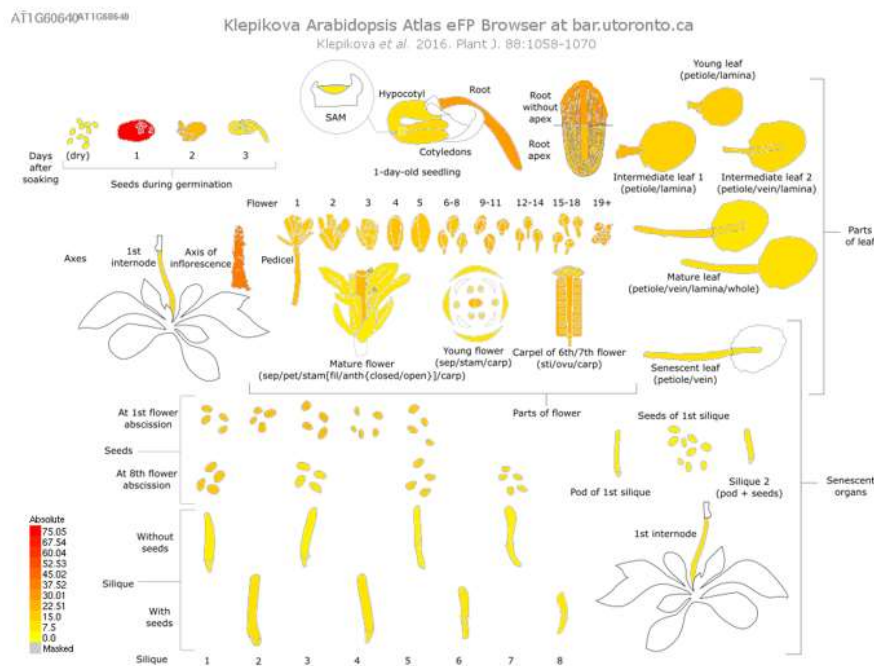 AT1G60640 AT1G60640
Klepikova Arabidopsis Atlas eFP Browser at bar.utoronto.ca
Klepikova et al. 2016. Plant J. 88:1058-1070
Young leaf
(petiole/lamina)
Hypocotyl
Root
SAM
Root
without
apex
Root
apex
Cotyledons
1-day-old seedling
Days
after
soaking
(dry)
1
2
3
Seeds during germination
Intermediate leaf 1
(petiole/lamina)
Intermediate leaf 2
(petiole/vein/lamina)
Flower
1
2
3
4
5
6-8
9-11
12-14
15-18
19+
Parts
of leaf
Axes
1st
internode
Axis of
inflorescence
Pedicel
Mature leaf
(petiole/vein/lamina/whole)
Mature flower
(sep/pet/stam[fil/anth{closed/open}]/carp)
Young flower
(sep/stam/carp)
Carpel of 6th/7th flower
(sti/ovu/carp)
Senescent leaf
(petiole/vein)
Parts of flower
At 1st flower
abscission
Seeds
At 8th flower
abscission
Seeds of 1st silique
Pod of 1st silique
Silique 2
(pod + seeds)
Senescent
organs
1st internode
Without
seeds
Silique
With
seeds
Silique
1
2
3
4
5
6
7
8
Absolute
75.05
67.54
60.04
52.53
45.02
37.52
30.01
22.51
15.0
7.5
0.0
Masked